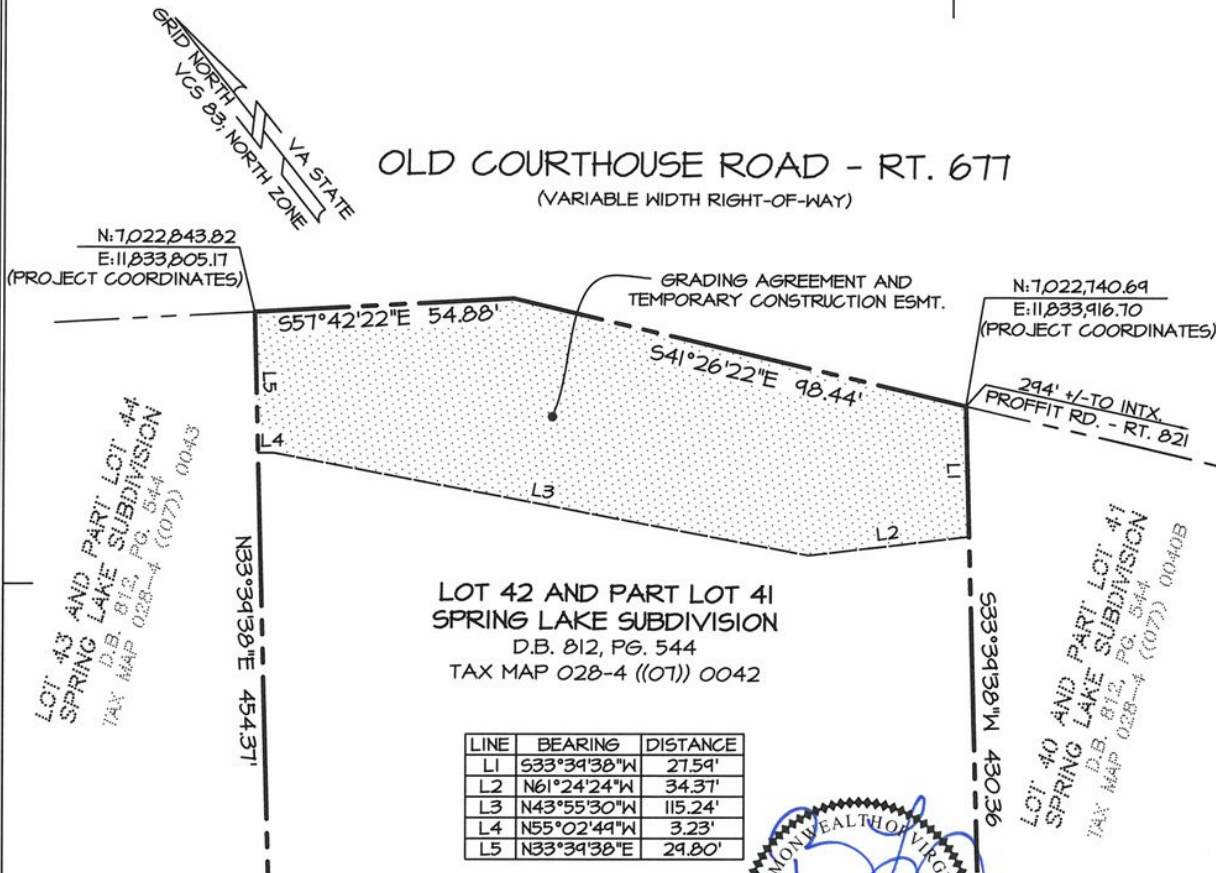 GRID NORTH
VCS 83; NORTH ZONE
VA STATE
OLD COURTHOUSE ROAD - RT. 677
(VARIABLE WIDTH RIGHT-OF-WAY)
N:7,022,843.82
E:11,833,805.17
(PROJECT COORDINATES)
GRADING AGREEMENT AND
TEMPORARY CONSTRUCTION ESMT.
N:7,022,740.69
E:11,833,916.70
(PROJECT COORDINATES)
S57°42'22"E 54.88'
S41°26'22"E 98.44'
294' +/-TO INTX.
PROFFIT RD. - RT. 821
L5
L4
L3
L2
L1
LOT 43 AND PART LOT 44
SPRING LAKE SUBDIVISION
D.B. 812, PG. 544
TAX MAP 028-4 ((07)) 0043
N33°39'38"E 454.37'
LOT 42 AND PART LOT 41
SPRING LAKE SUBDIVISION
D.B. 812, PG. 544
TAX MAP 028-4 ((07)) 0042
S33°39'38"W 430.36
LOT 40 AND PART LOT 41
SPRING LAKE SUBDIVISION
D.B. 812, PG. 544
TAX MAP 028-4 ((07)) 0040B
LINE BEARING DISTANCE
L1 S33°39'38"W 27.59'
L2 N61°24'24"W 34.37'
L3 N43°55'30"W 115.24'
L4 N55°02'49"W 3.23'
L5 N33°39'38"E 29.80'
MONWEALTH OF VIRG